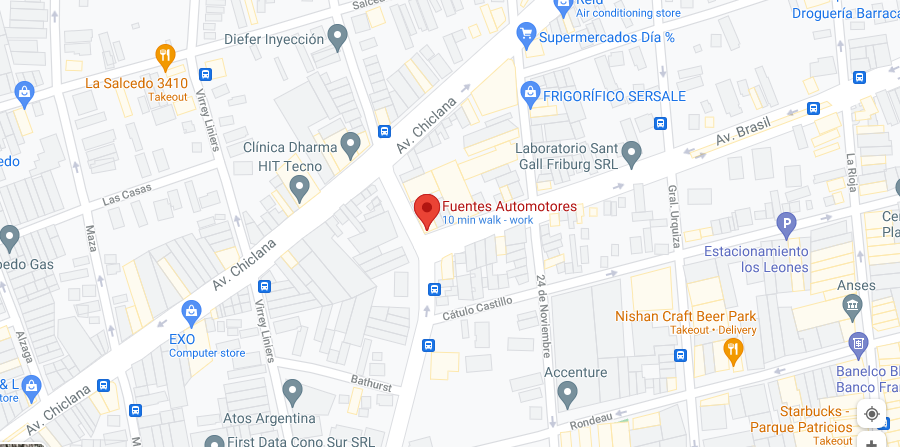 Salcedo
Air conditioning store
Droguería Barraca
Diefer Inyección
Supermercados Día %
La Salcedo 3410
Takeout
Virrey Liniers
FRIGORÍFICO SERSALE
Av. Chiclana
Av. Brasil
Clínica Dharma
HIT Tecno
Laboratorio Sant
Gall Friburg SRL
La Rioja
edo
Las Casas
Gral. Urquiza
Fuentes Automotores
10 min walk - work
Maza
Av. Chiclana
Estacionamiento
los Leones
Cer
Pla
pedo Gas
Virrey Liniers
24 de Noviembre
Cátulo Castillo
Anses
Nishan Craft Beer Park
Takeout • Delivery
EXO
Computer store
Alzaga
Banelco Bl
Banco Fra
Accenture
Bathurst
& L
store
Av. Chiclana
Atos Argentina
Rondeau
Starbucks -
Parque Patricios
Takeout
First Data Cono Sur SRL
P